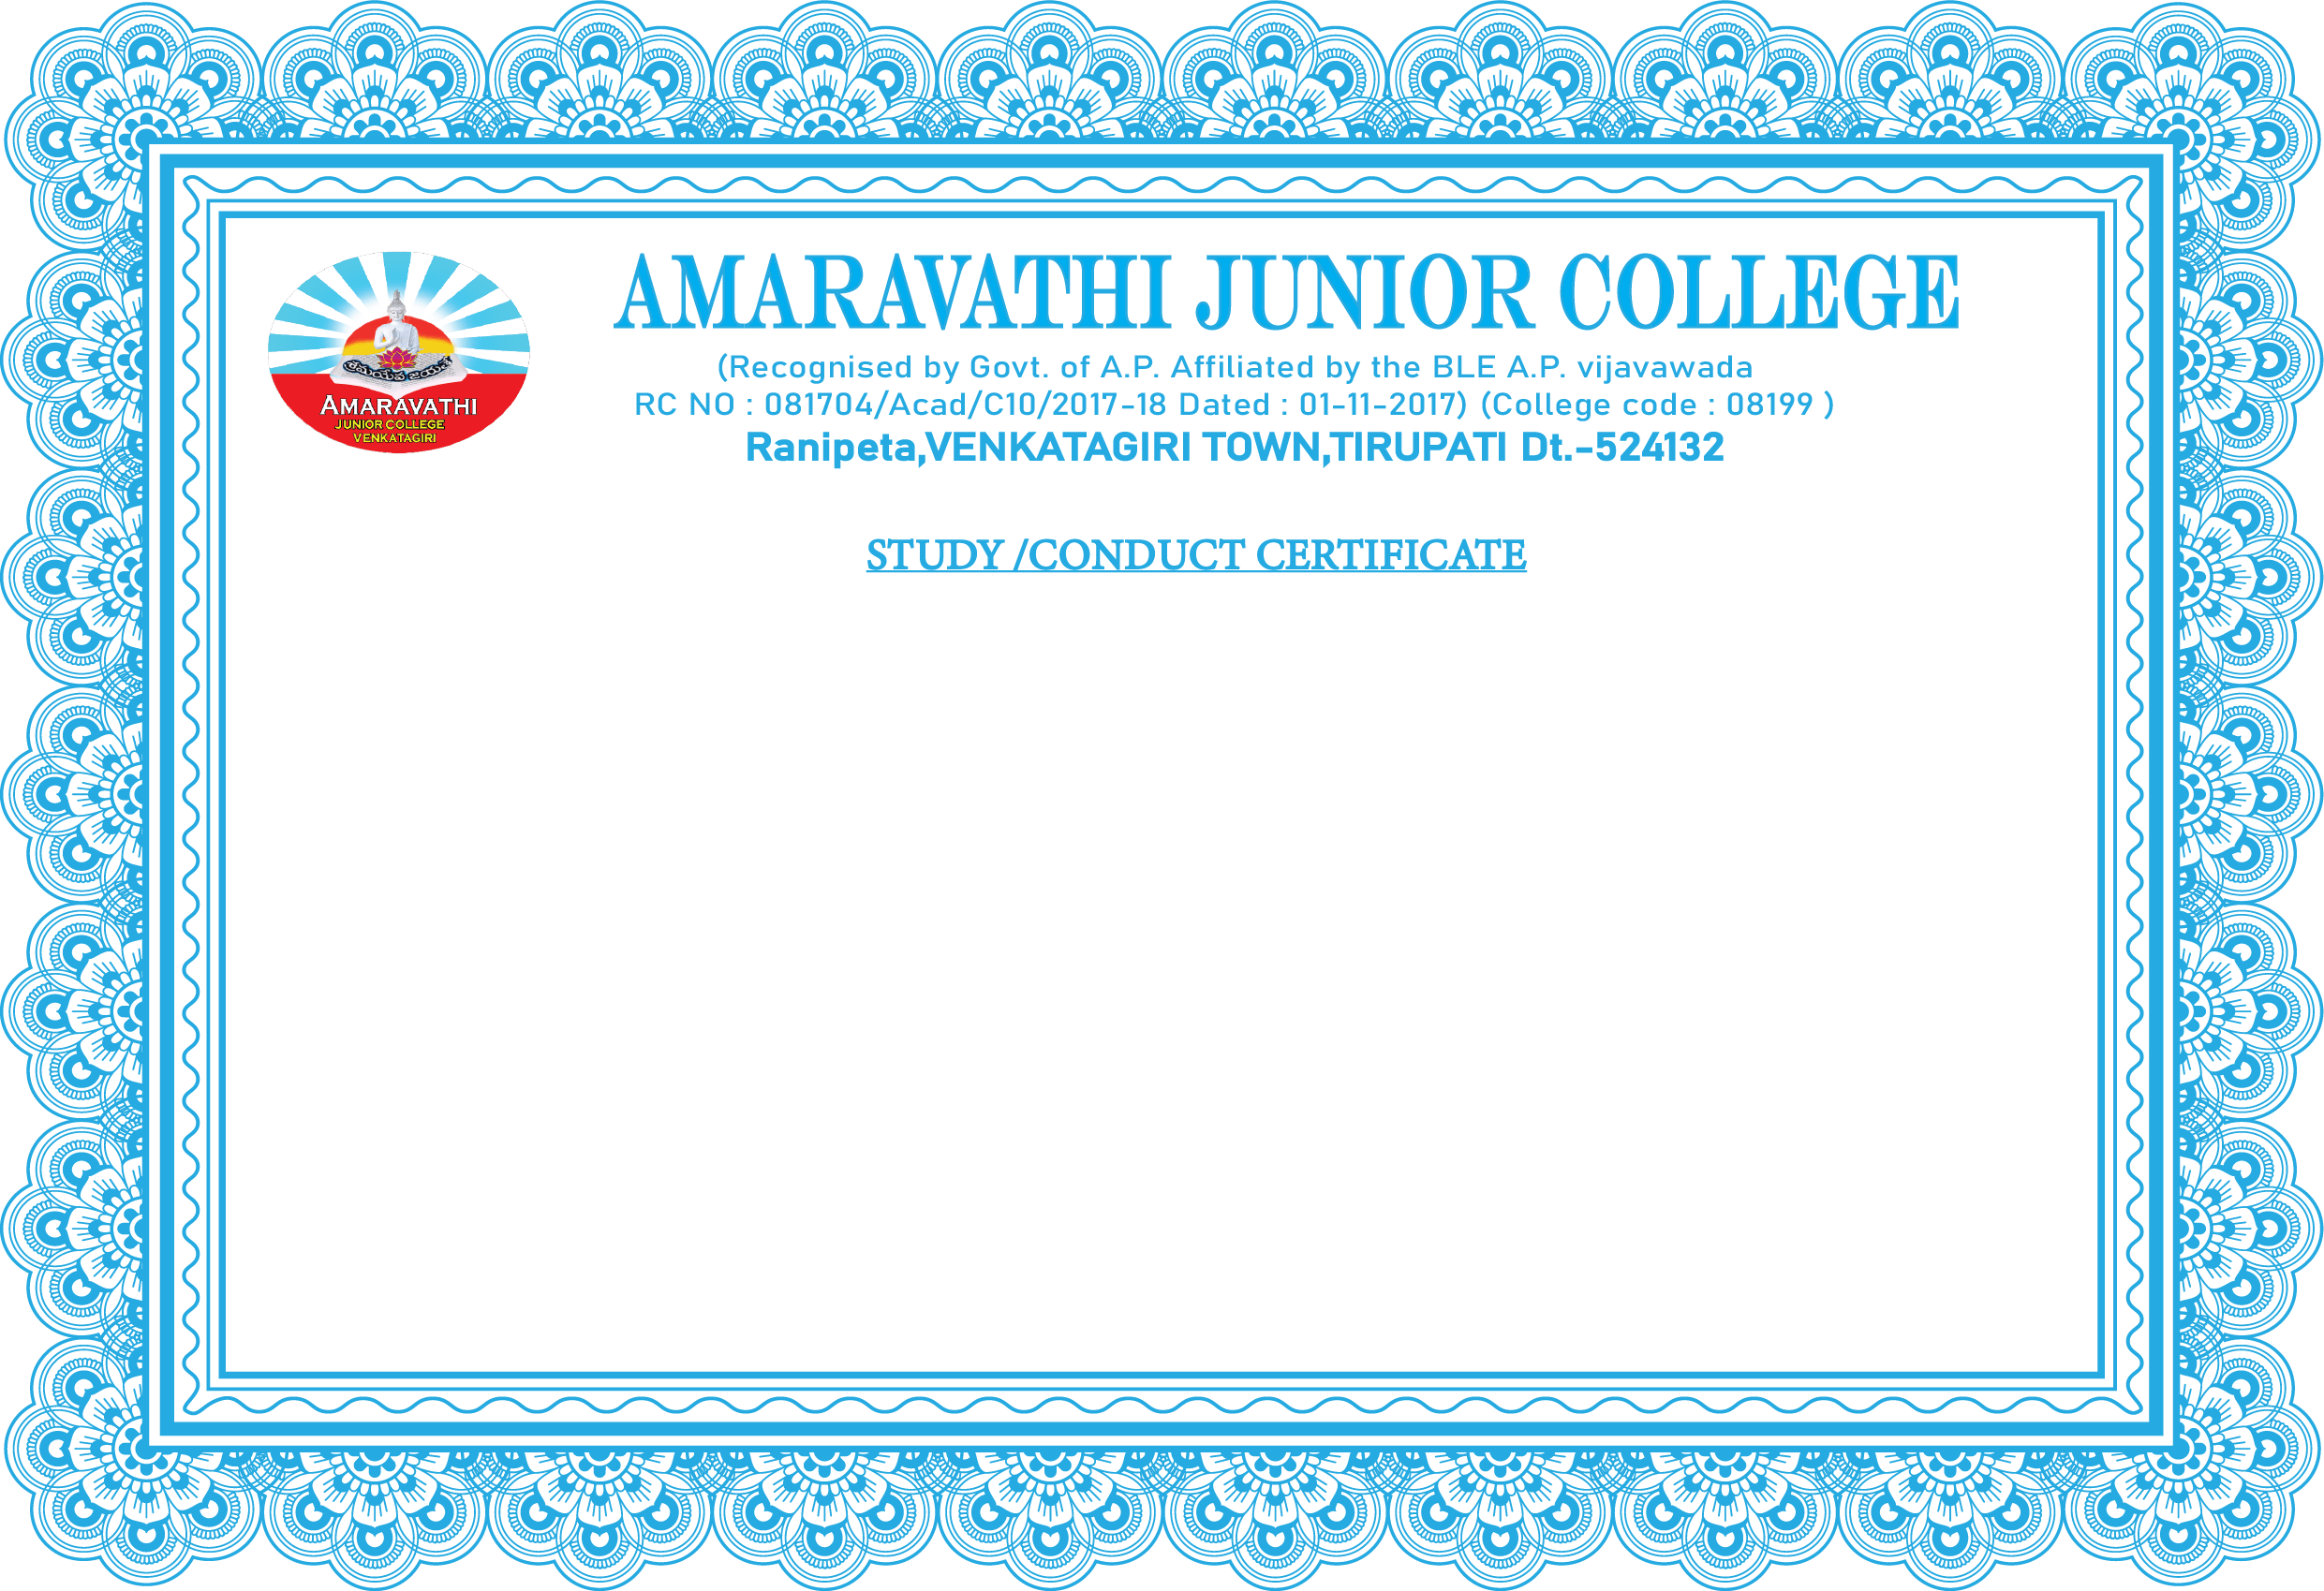 AMARAVATHI JUNIOR COLLEGE
(Recognised by Govt. of A.P. Affiliated by the BLE A.P. vijavawada
RC NO : 081704/Acad/C10/2017-18 Dated : 01-11-2017) (College code : 08199 )
Ranipeta,VENKATAGIRI TOWN,TIRUPATI Dt.-524132
AMARAVATHI
JUNIOR COLLEGE
VENKATAGIRI
STUDY /CONDUCT CERTIFICATE